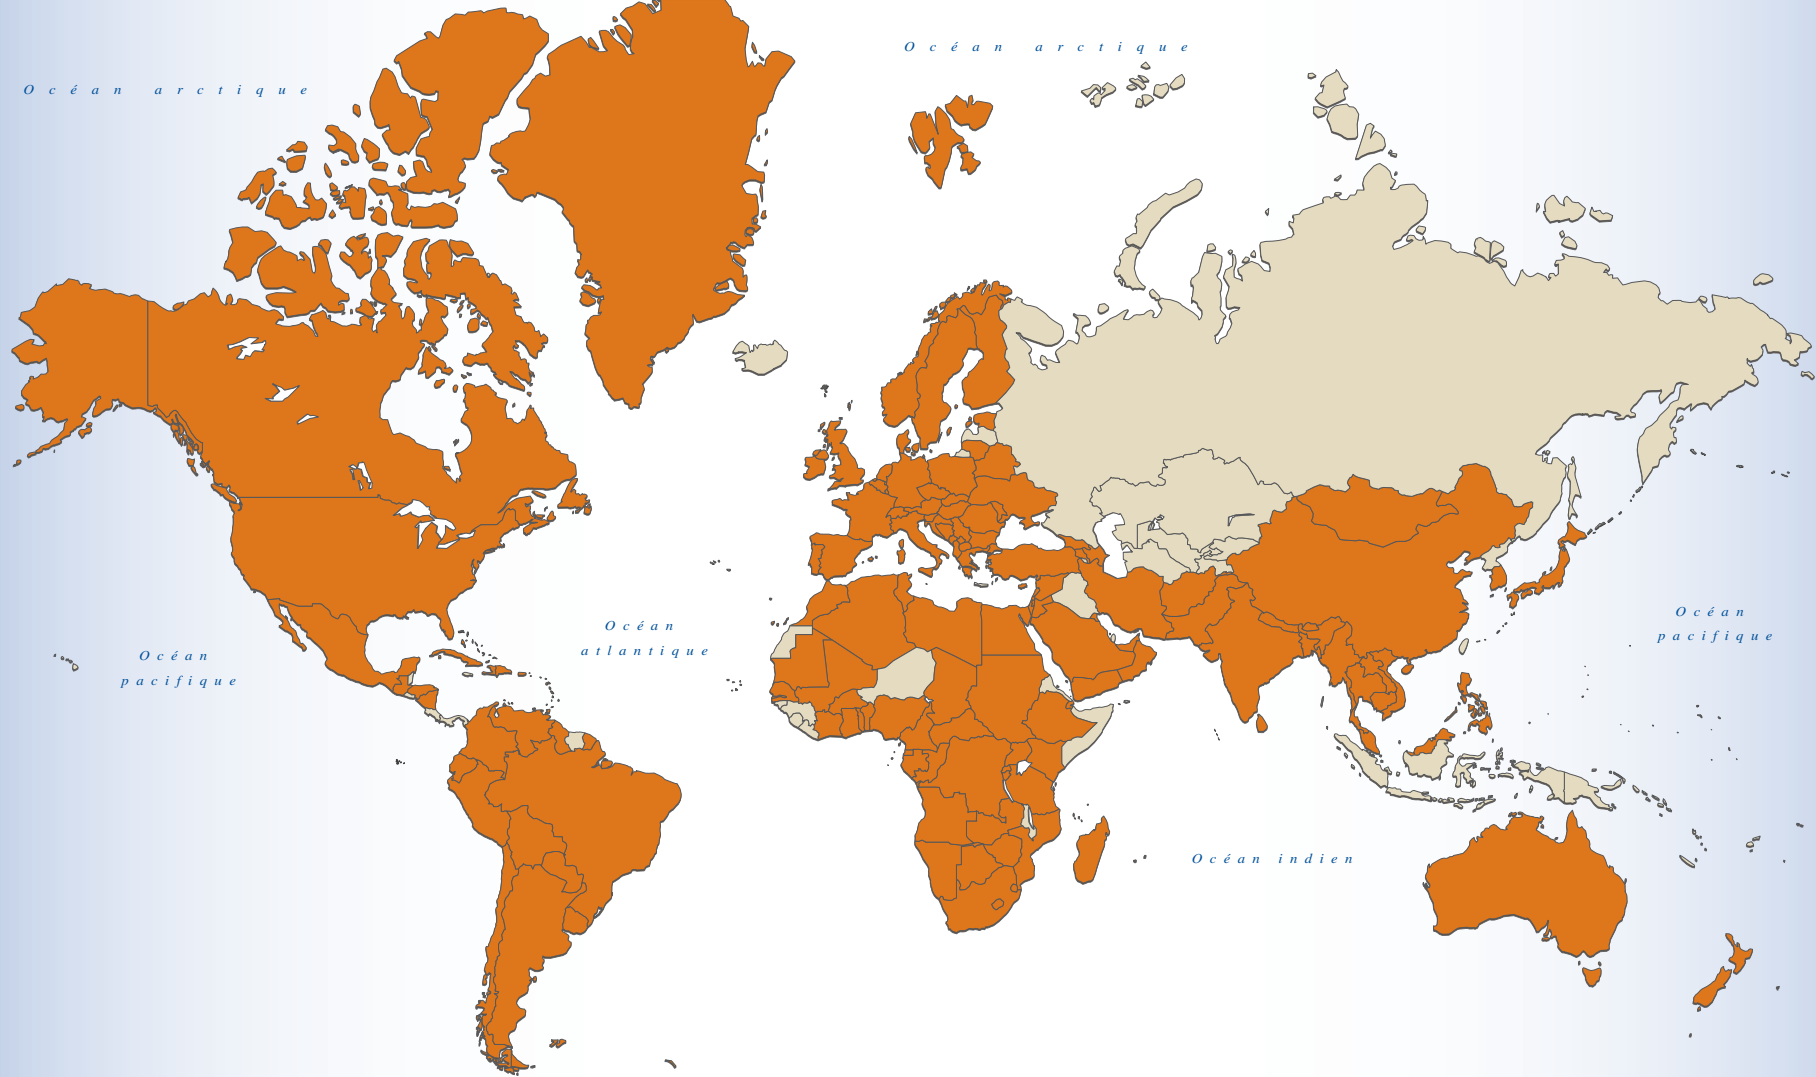 Océan arctique
Océan arctique
Océan
atlantique
Océan
pacifique
Océan
pacifique
Océan indien